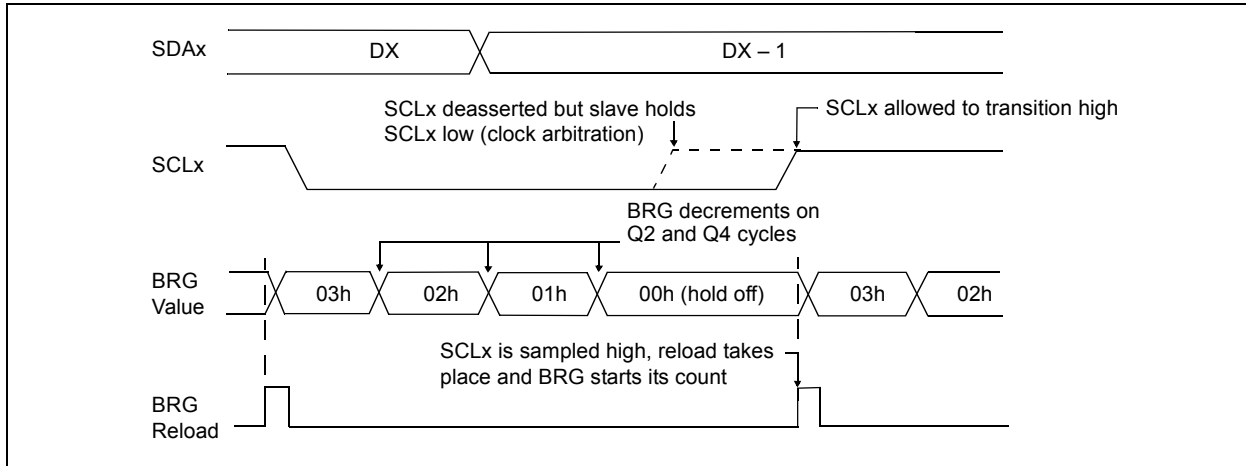 SDAx
DX
DX – 1
SCLx deasserted but slave holds
SCLx low (clock arbitration)
SCLx allowed to transition high
SCLx
BRG decrements on
Q2 and Q4 cycles
BRG
Value
03h
02h
01h
00h (hold off)
03h
02h
SCLx is sampled high, reload takes
place and BRG starts its count
BRG
Reload